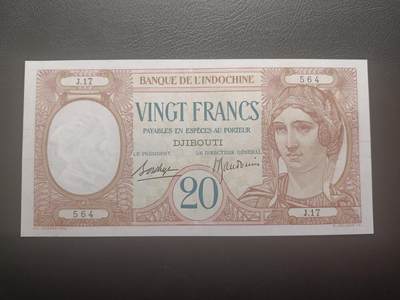 BANQUE DE L'INDOCHINE
J.17
564
VINGT FRANCS
PAYABLES EN ESPÈCES AU PORTEUR
DJIBOUTI
LE PRÉSIDENT
LE DIRECTEUR GÉNÉRAL
20
564
J.17